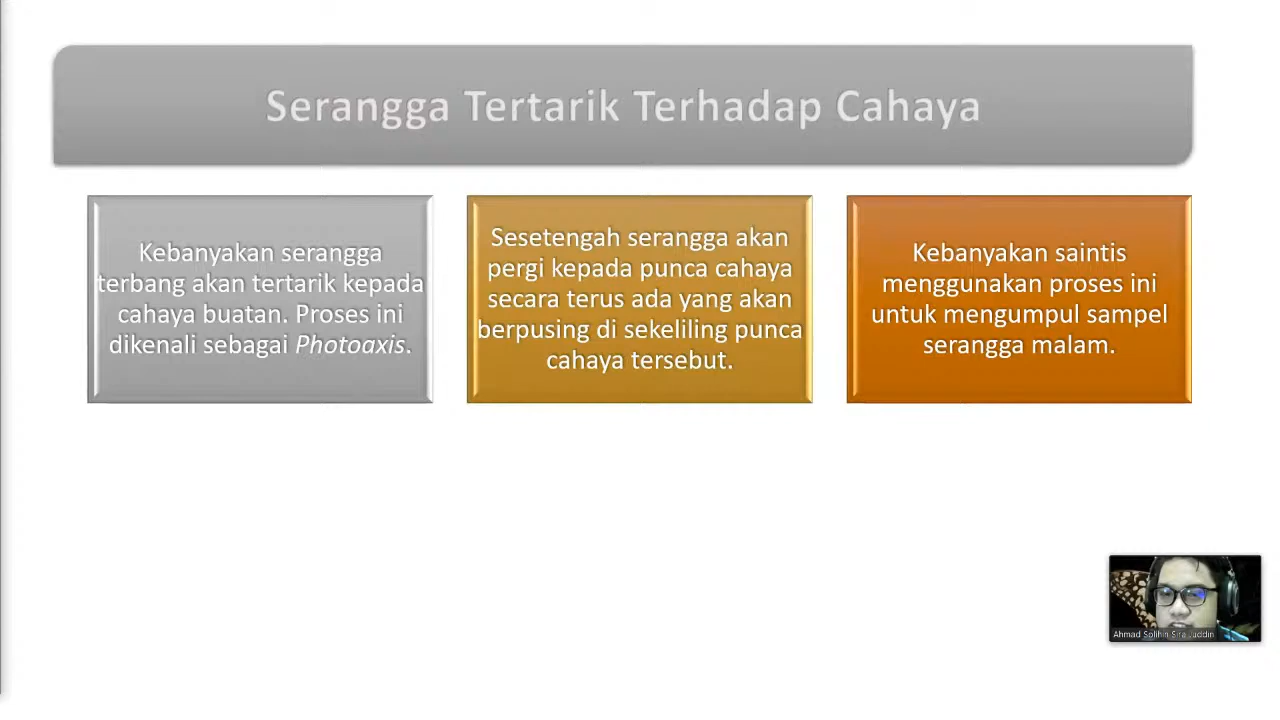 Serangga Tertarik Terhadap Cahaya
Kebanyakan serangga
terbang akan tertarik kepada
cahaya buatan. Proses ini
dikenali sebagai Photoaxis.
Sesetengah serangga akan
pergi kepada punca cahaya
secara terus ada yang akan
berpusing di sekeliling punca
cahaya tersebut.
Kebanyakan saintis
menggunakan proses ini
untuk mengumpul sampel
serangga malam.
Ahmad Solihin